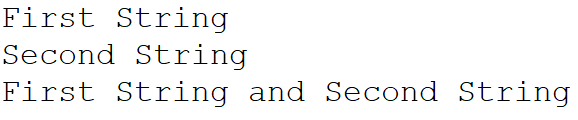 First String
Second String
First String and Second String